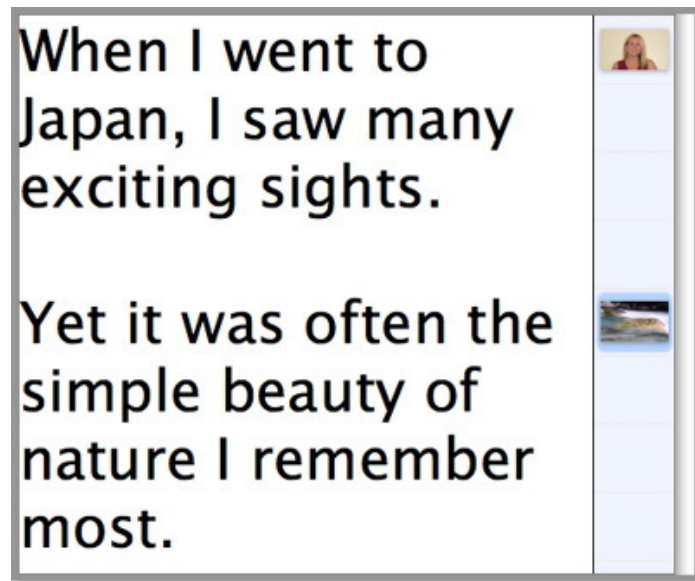 When I went to
Japan, I saw many
exciting sights.
Yet it was often the
simple beauty of
nature I remember
most.